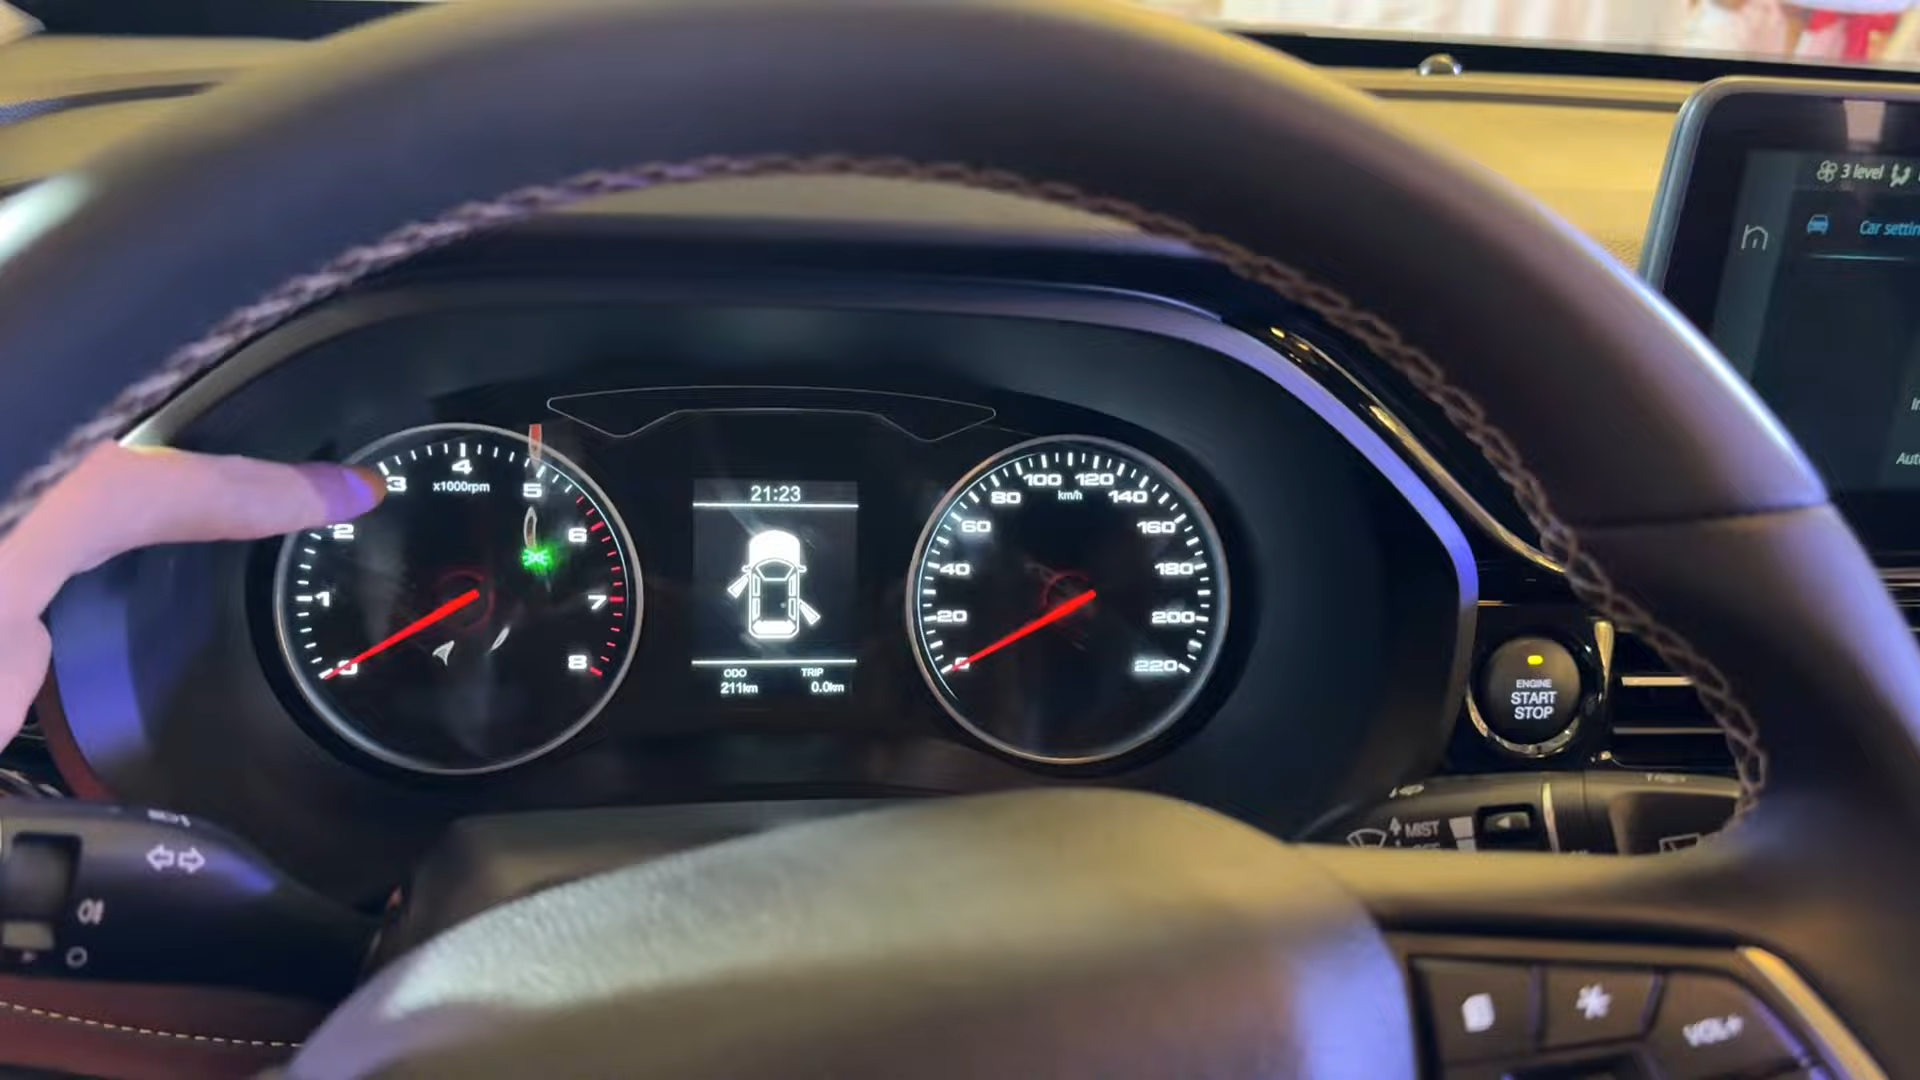 3 level
Car settin
4
3
x1000rpm
5
2
6
1
7
0
8
21:23
ODO
TRIP
211km
0.0km
100
120
80
km/h
140
60
160
40
180
20
200
0
220
ENGINE
START
STOP
MIST
VOL+